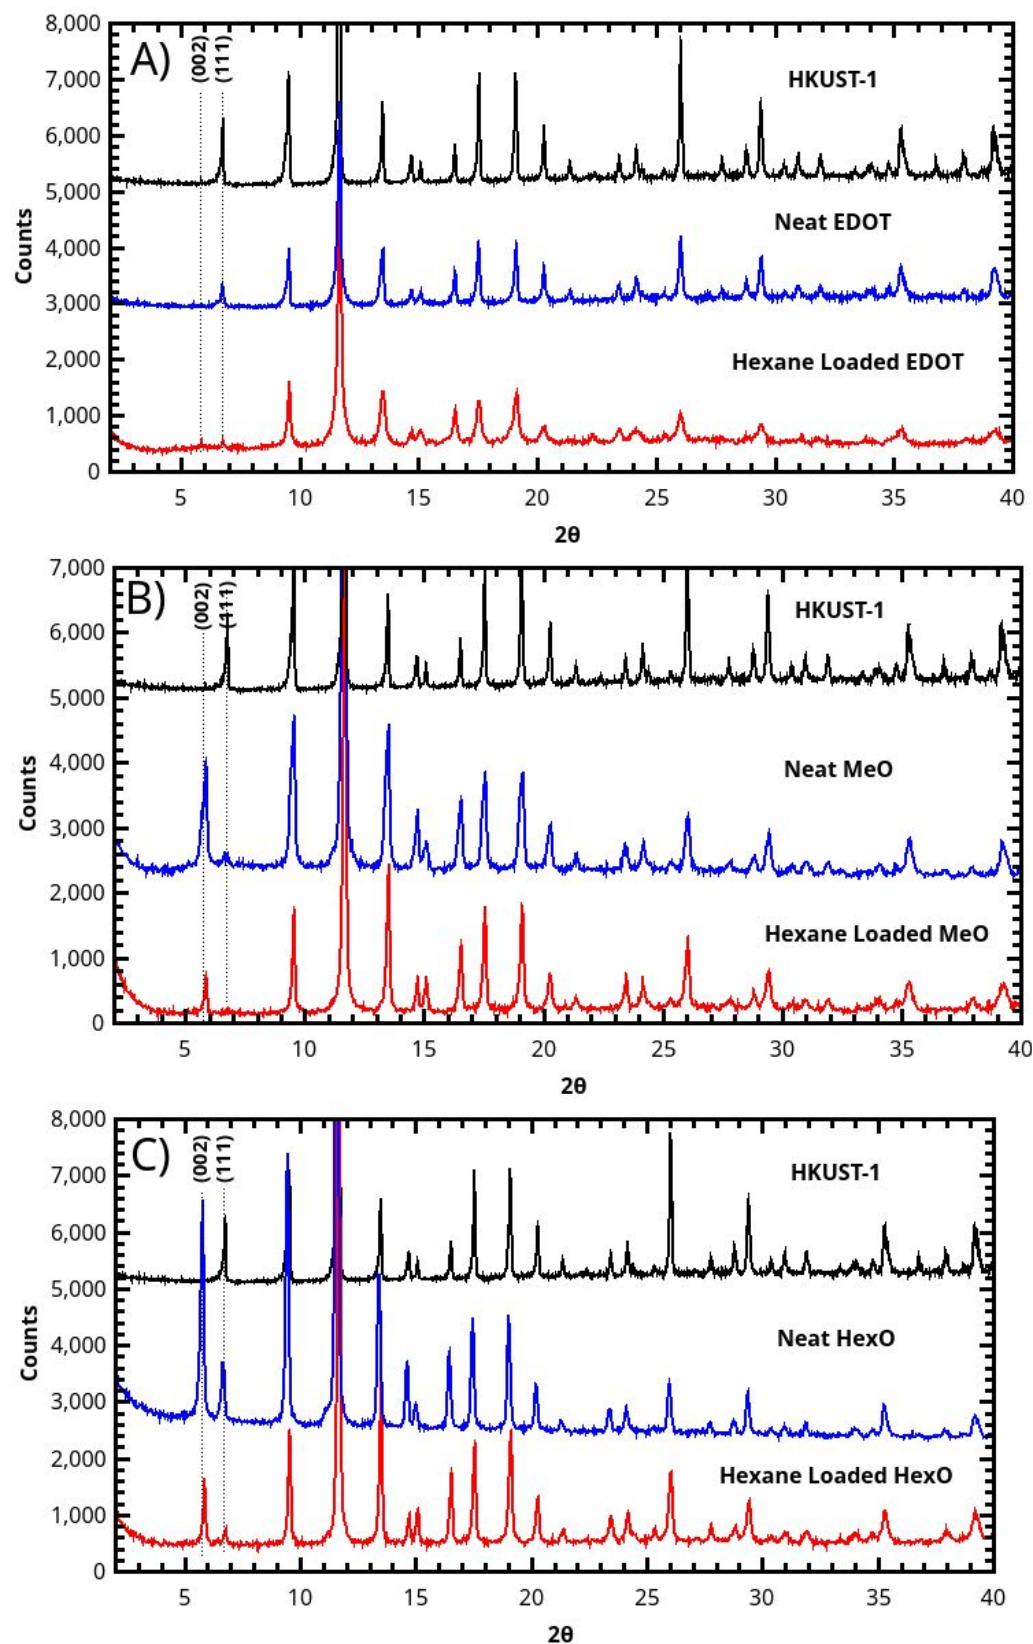 A)
(002)
(111)
8,000
7,000
6,000
5,000
4,000
3,000
2,000
1,000
0
Counts
HKUST-1
Neat EDOT
Hexane Loaded EDOT
5 10 15 20 25 30 35 40
2θ
B)
(002)
(111)
7,000
6,000
5,000
4,000
3,000
2,000
1,000
0
Counts
HKUST-1
Neat MeO
Hexane Loaded MeO
5 10 15 20 25 30 35 40
2θ
C)
(002)
(111)
8,000
7,000
6,000
5,000
4,000
3,000
2,000
1,000
0
Counts
HKUST-1
Neat HexO
Hexane Loaded HexO
5 10 15 20 25 30 35 40
2θ